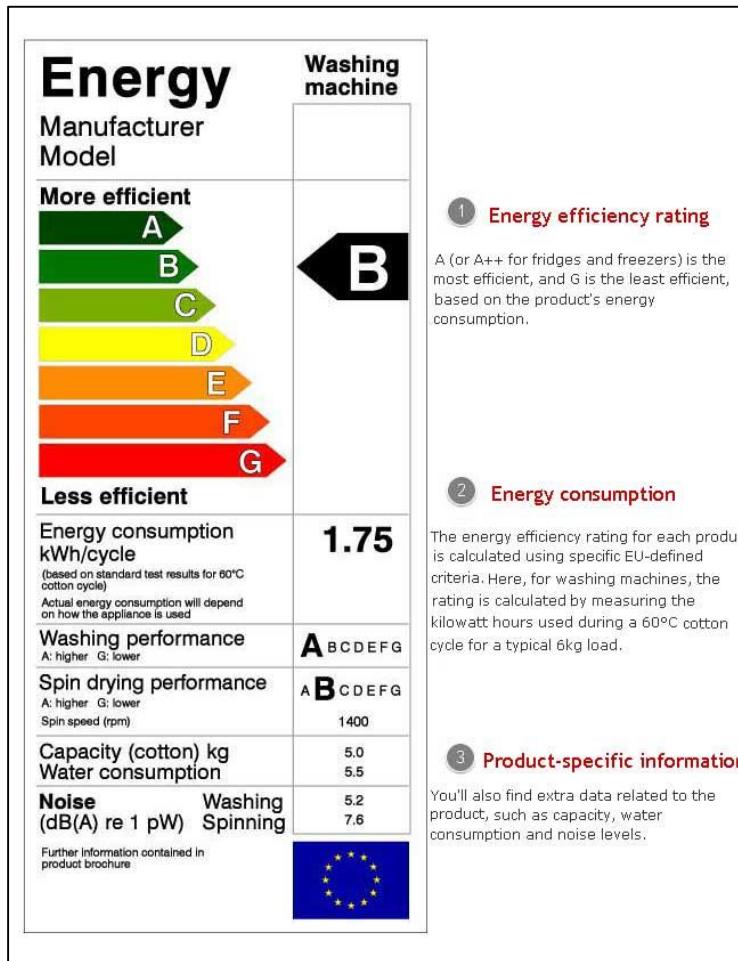 Energy
Washing
machine
Manufacturer
Model
More efficient
A
B
C
D
E
F
G
B
Less efficient
Energy consumption
kWh/cycle
(based on standard test results for 60°C
cotton cycle)
Actual energy consumption will depend
on how the appliance is used
1.75
Washing performance
A: higher G: lower
A B C D E F G
Spin drying performance
A: higher G: lower
Spin speed (rpm)
A B C D E F G
1400
Capacity (cotton) kg
5.0
Water consumption
5.5
Noise Washing
5.2
(dB(A) re 1 pW) Spinning
7.6
Further information contained in
product brochure
1 Energy efficiency rating
A (or A++ for fridges and freezers) is the
most efficient, and G is the least efficient,
based on the product's energy
consumption.
2 Energy consumption
The energy efficiency rating for each produ
is calculated using specific EU-defined
criteria. Here, for washing machines, the
rating is calculated by measuring the
kilowatt hours used during a 60°C cotton
cycle for a typical 6kg load.
3 Product-specific information
You'll also find extra data related to the
product, such as capacity, water
consumption and noise levels.